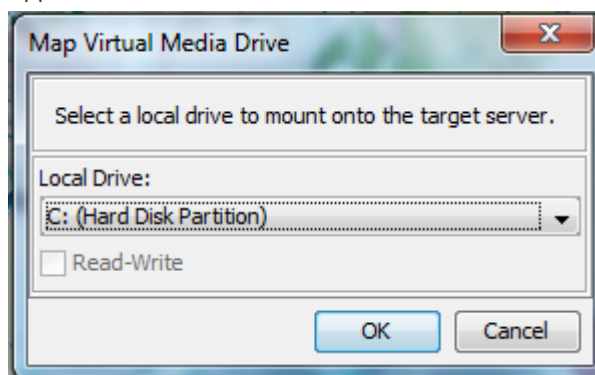 Map Virtual Media Drive
Select a local drive to mount onto the target server.
Local Drive:
C: (Hard Disk Partition)
Read-Write
OK Cancel